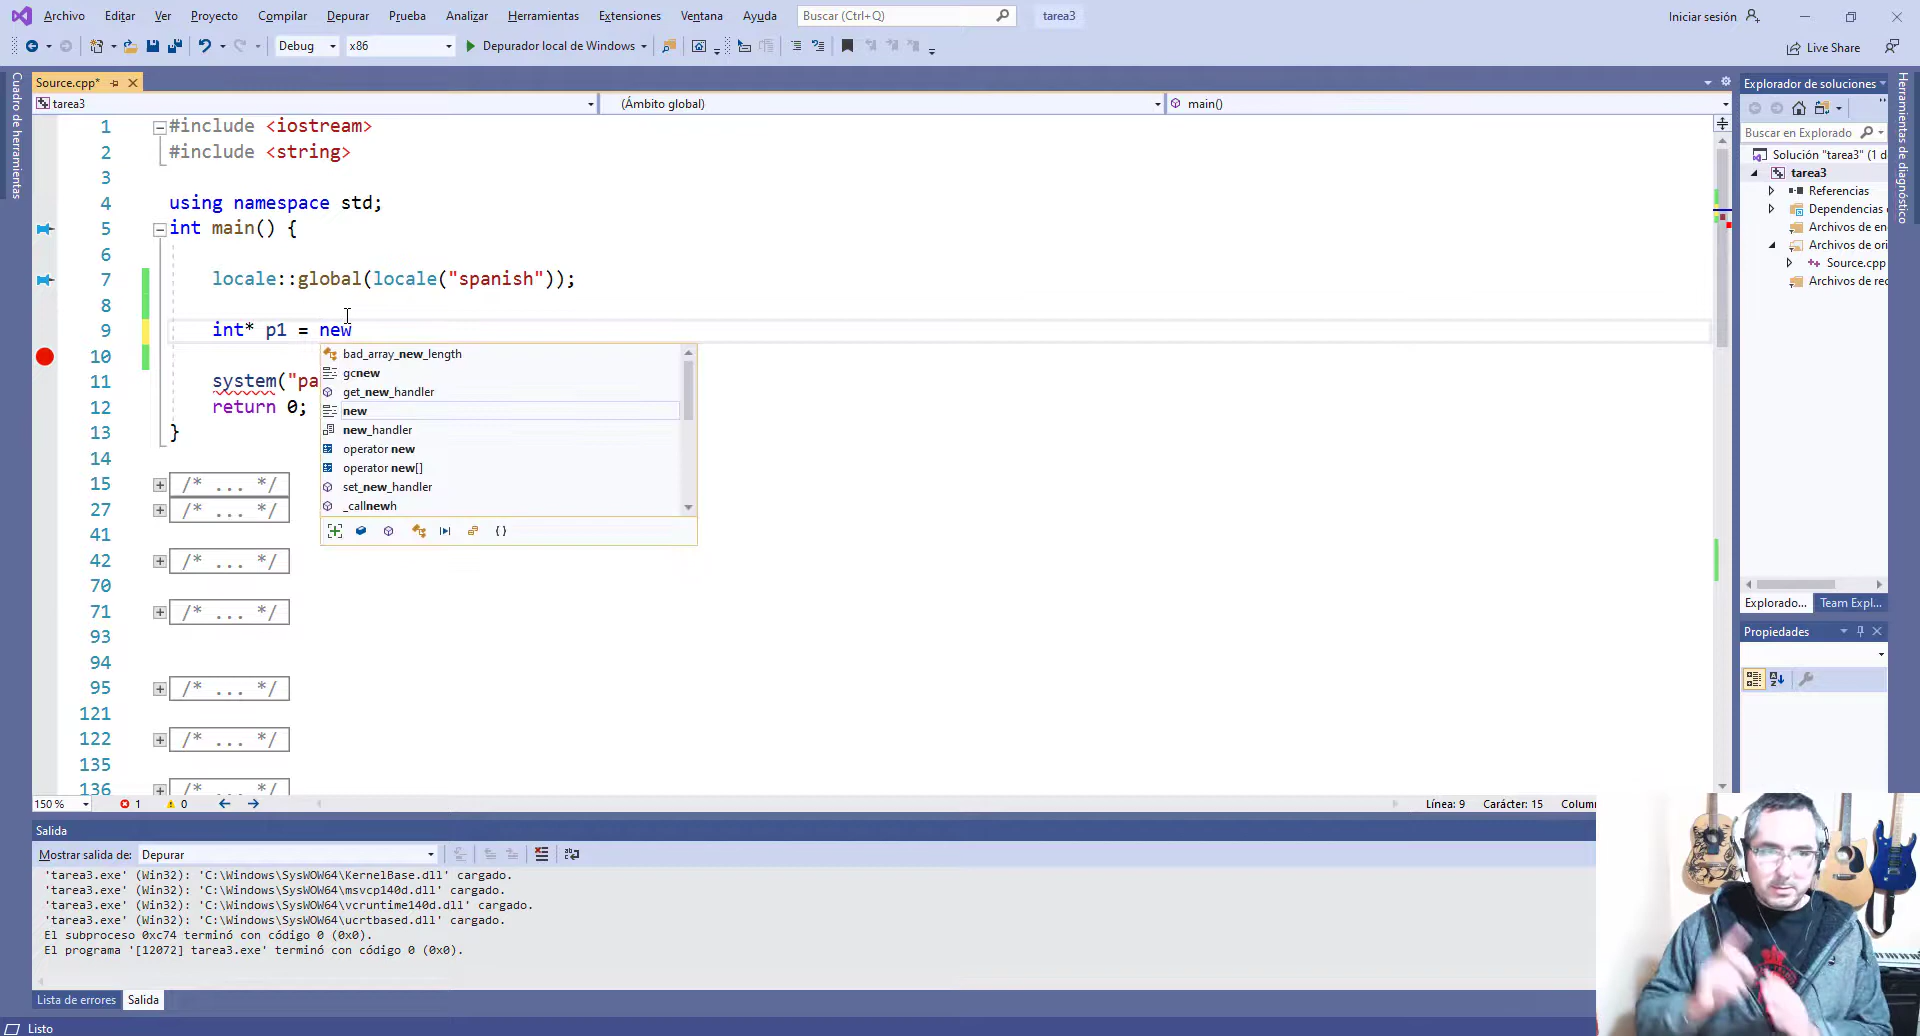 Archivo Editar Ver Proyecto Compilar Depurar Prueba Analizar Herramientas Extensiones Ventana Ayuda Buscar (Ctrl+Q) tarea3 Iniciar sesión
Debug x86 Depurador local de Windows Live Share
Cuadro de herramientas
Source.cpp*
tarea3 (Ámbito global) main()
1 #include <iostream>
2 #include <string>
3
4 using namespace std;
5 int main() {
6
7 locale::global(locale("spanish"));
8
9 int* p1 = new
10
11 system("pa
12 return 0;
13 }
14
15 /* ... */
27 /* ... */
41
42 /* ... */
70
71 /* ... */
93
94
95 /* ... */
121
122 /* ... */
135
136 /* ... */
bad_array_new_length
gcnew
get_new_handler
new
new_handler
operator new
operator new[]
set_new_handler
_callnewh
150 % 1 0 Línea: 9 Carácter: 15 Colum
Salida
Mostrar salida de: Depurar
'tarea3.exe' (Win32): 'C:\Windows\SysWOW64\KernelBase.dll' cargado.
'tarea3.exe' (Win32): 'C:\Windows\SysWOW64\msvcp140d.dll' cargado.
'tarea3.exe' (Win32): 'C:\Windows\SysWOW64\vcruntime140d.dll' cargado.
'tarea3.exe' (Win32): 'C:\Windows\SysWOW64\ucrtbased.dll' cargado.
El subproceso 0xc74 terminó con código 0 (0x0).
El programa '[12072] tarea3.exe' terminó con código 0 (0x0).
Lista de errores Salida
Listo
Explorador de soluciones
Buscar en Explorado
Solución "tarea3" (1 d
tarea3
Referencias
Dependencias e
Archivos de en
Archivos de ori
Source.cpp
Archivos de rec
Explorado... Team Expl...
Propiedades
Herramientas de diagnóstico